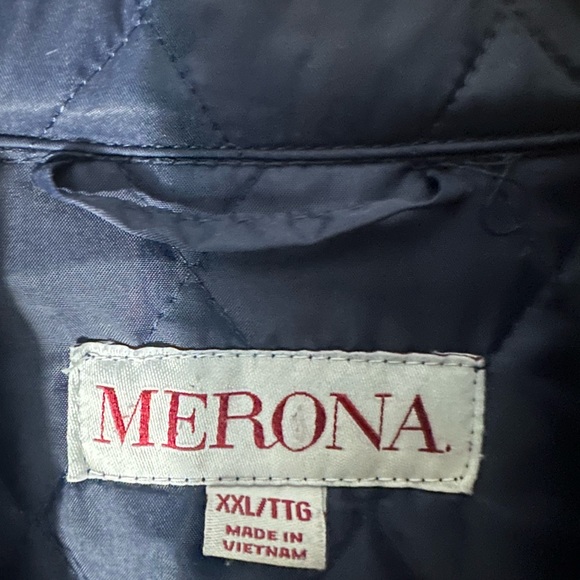 MERONA.
XXL/TTG
MADE IN
VIETNAM